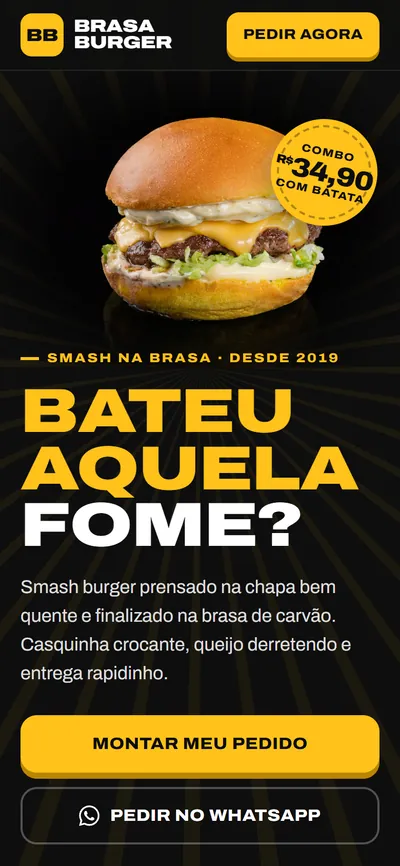 BB
BRASA
BURGER
PEDIR AGORA
COMBO
R$34,90
COM BATATA
SMASH NA BRASA · DESDE 2019
BATEU
AQUELA
FOME?
Smash burger prensado na chapa bem
quente e finalizado na brasa de carvão.
Casquinha crocante, queijo derretendo e
entrega rapidinho.
MONTAR MEU PEDIDO
PEDIR NO WHATSAPP